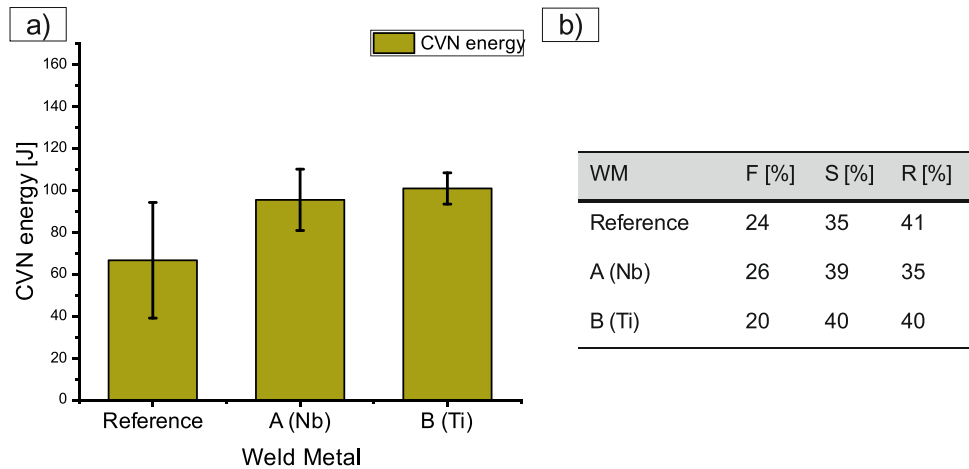 a)
b)
CVN energy
160
140
120
100
80
60
40
20
0
CVN energy [J]
Reference A (Nb) B (Ti)
Weld Metal
WM F [%] S [%] R [%]
Reference 24 35 41
A (Nb) 26 39 35
B (Ti) 20 40 40